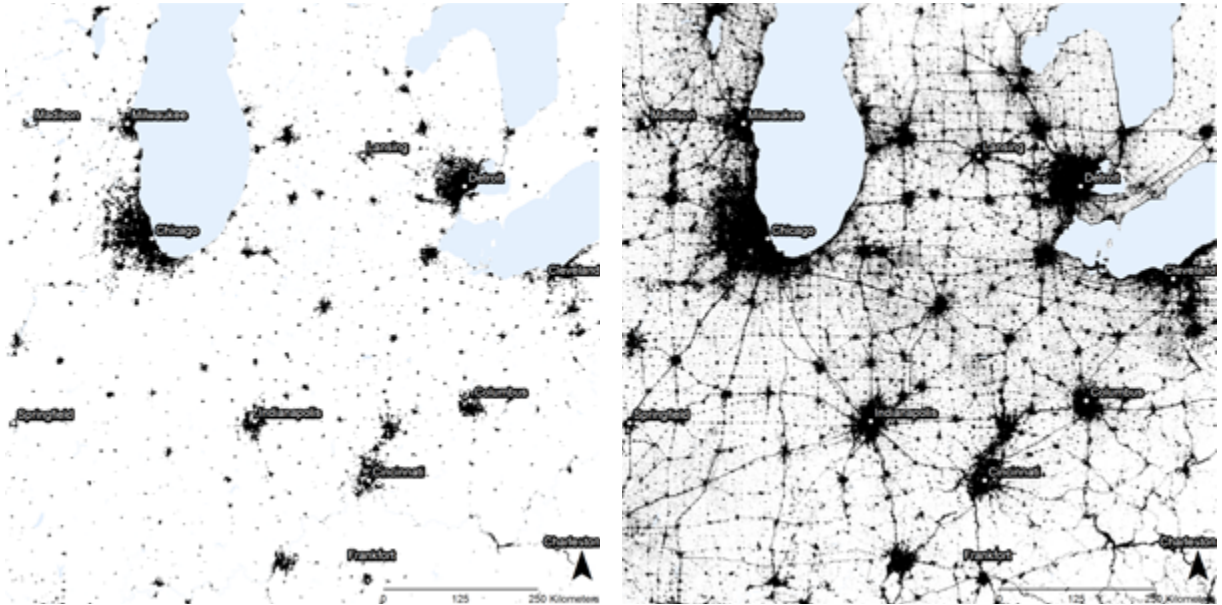 Madison
Milwaukee
Lansing
Detroit
Chicago
Cleveland
Springfield
Indianapolis
Columbus
Cincinnati
Frankfort
Charleston
0 125 250 Kilometers
Madison
Milwaukee
Lansing
Detroit
Chicago
Cleveland
Springfield
Indianapolis
Columbus
Cincinnati
Frankfort
Charleston
0 125 250 Kilometers